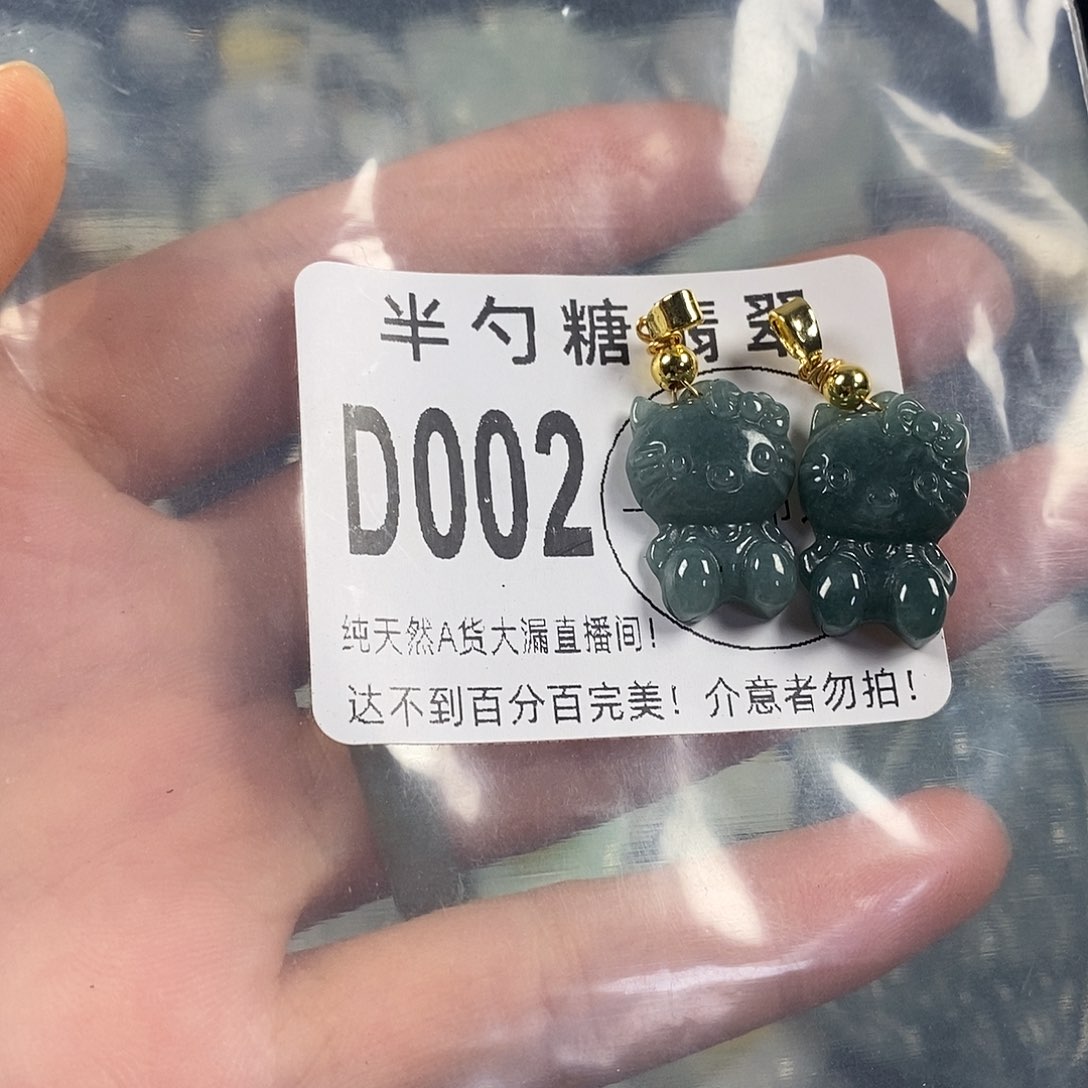 半勺糖翡翠
D002
纯天然A货大漏直播间！
达不到百分百完美！介意者勿拍！